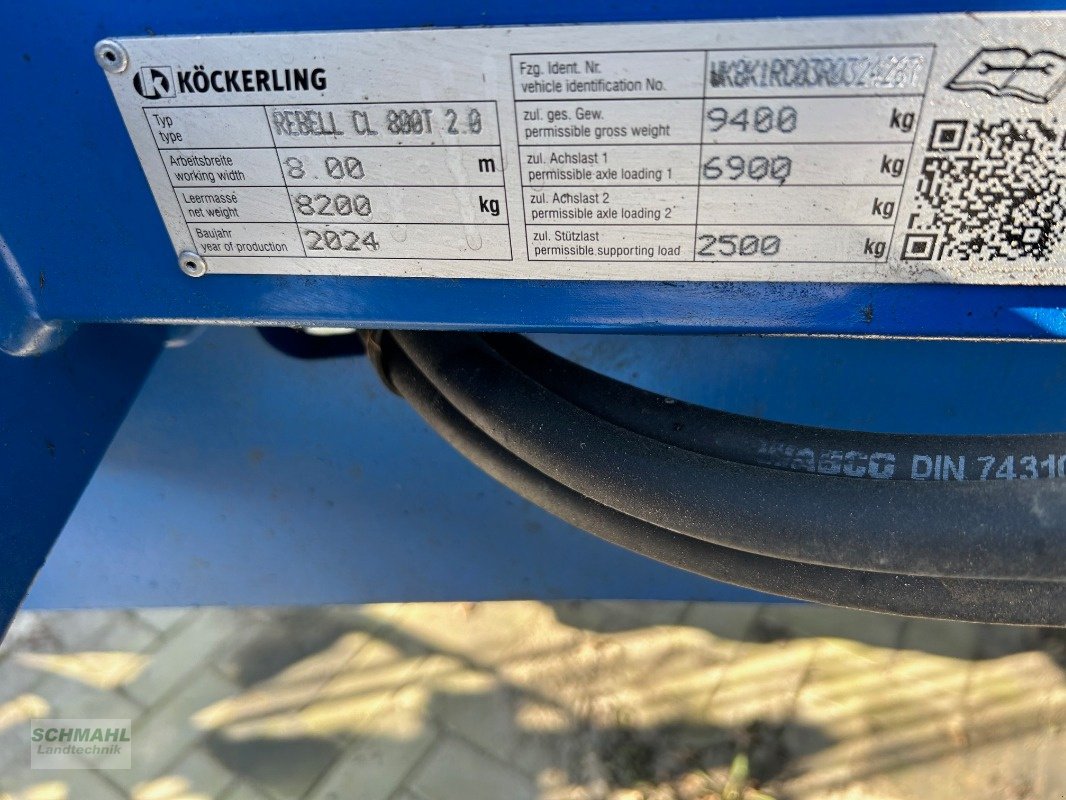 KÖCKERLING
Typ
type
REBELL CL 800T 2.0
Arbeitsbreite
working width
8.00 m
Leermasse
net weight
8200 kg
Baujahr
year of production
2024
Fzg. Ident. Nr.
vehicle identification No.
zul. ges. Gew.
permissible gross weight
9400 kg
zul. Achslast 1
permissible axle loading 1
6900 kg
zul. Achslast 2
permissible axle loading 2
kg
zul. Stützlast
permissible supporting load
2500 kg
DIN 74310
SCHMAHL
Landtechnik